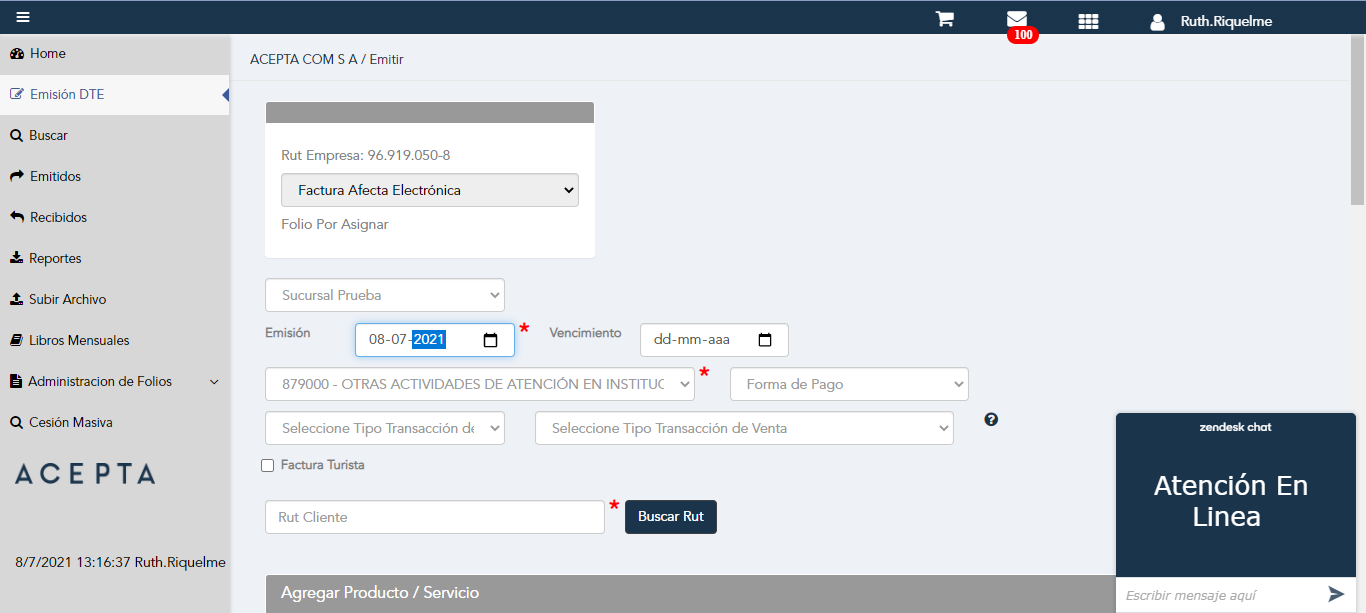 Ruth.Riquelme
100
Home
Emisión DTE
Buscar
Emitidos
Recibidos
Reportes
Subir Archivo
Libros Mensuales
Administracion de Folios
Cesión Masiva
ACEPTA
8/7/2021 13:16:37 Ruth.Riquelme
ACEPTA COM S A / Emitir
Rut Empresa: 96.919.050-8
Factura Afecta Electrónica
Folio Por Asignar
Sucursal Prueba
Emisión 08-07-2021 * Vencimiento dd-mm-aaa
879000 - OTRAS ACTIVIDADES DE ATENCIÓN EN INSTITUC * Forma de Pago
Seleccione Tipo Transacción de Seleccione Tipo Transacción de Venta ?
Factura Turista
Rut Cliente * Buscar Rut
Agregar Producto / Servicio
zendesk chat
Atención En
Linea
Escribir mensaje aquí